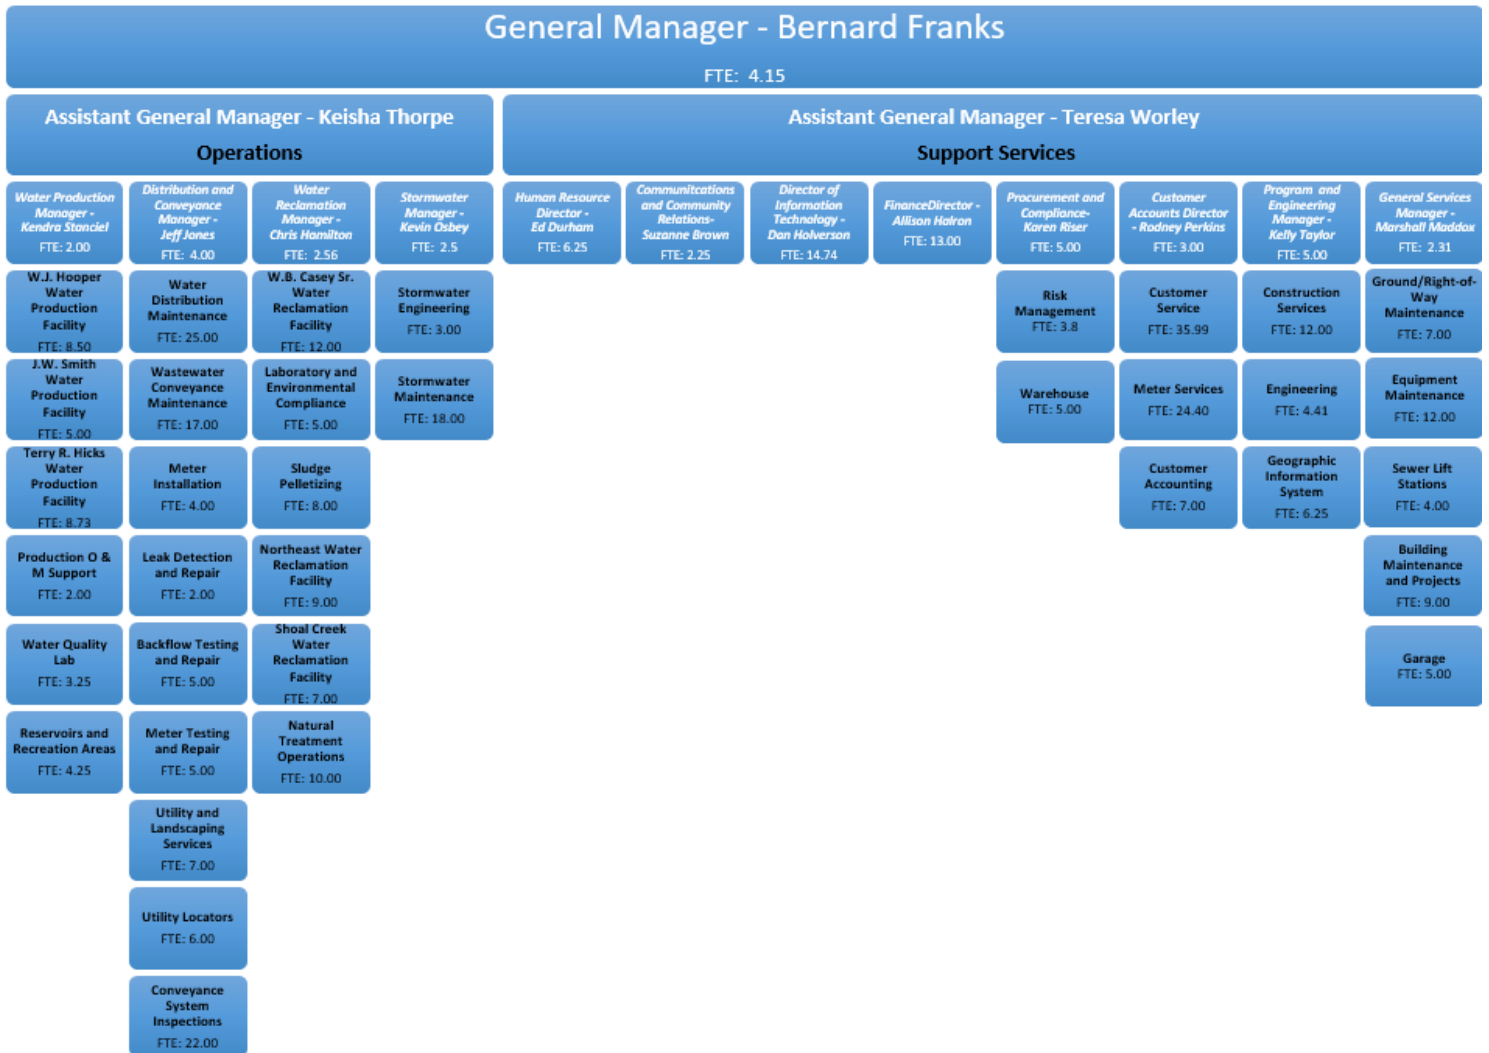 General Manager - Bernard Franks
FTE: 4.15
Assistant General Manager - Keisha Thorpe
Operations
Assistant General Manager - Teresa Worley
Support Services
Water Production
Manager -
Kendra Stanciel
FTE: 2.00
Distribution and
Conveyance
Manager -
Jeff Jones
FTE: 4.00
Water
Reclamation
Manager -
Chris Hamilton
FTE: 2.56
Stormwater
Manager -
Kevin Osbey
FTE: 2.5
Human Resource
Director -
Ed Durham
FTE: 6.25
Communitcations
and Community
Relations-
Suzanne Brown
FTE: 2.25
Director of
Information
Technology -
Dan Holverson
FTE: 14.74
FinanceDirector -
Allison Halron
FTE: 13.00
Procurement and
Compliance-
Karen Riser
FTE: 5.00
Customer
Accounts Director
- Rodney Perkins
FTE: 3.00
Program and
Engineering
Manager -
Kelly Taylor
FTE: 5.00
General Services
Manager -
Marshall Maddox
FTE: 2.31
W.J. Hooper
Water
Production
Facility
FTE: 8.50
Water
Distribution
Maintenance
FTE: 25.00
W.B. Casey Sr.
Water
Reclamation
Facility
FTE: 12.00
Stormwater
Engineering
FTE: 3.00
Risk
Management
FTE: 3.8
Customer
Service
FTE: 35.99
Construction
Services
FTE: 12.00
Ground/Right-of-
Way
Maintenance
FTE: 7.00
J.W. Smith
Water
Production
Facility
FTE: 5.00
Wastewater
Conveyance
Maintenance
FTE: 17.00
Laboratory and
Environmental
Compliance
FTE: 5.00
Stormwater
Maintenance
FTE: 18.00
Warehouse
FTE: 5.00
Meter Services
FTE: 24.40
Engineering
FTE: 4.41
Equipment
Maintenance
FTE: 12.00
Terry R. Hicks
Water
Production
Facility
FTE: 8.73
Meter
Installation
FTE: 4.00
Sludge
Pelletizing
FTE: 8.00
Customer
Accounting
FTE: 7.00
Geographic
Information
System
FTE: 6.25
Sewer Lift
Stations
FTE: 4.00
Production O &
M Support
FTE: 2.00
Leak Detection
and Repair
FTE: 2.00
Northeast Water
Reclamation
Facility
FTE: 9.00
Building
Maintenance
and Projects
FTE: 9.00
Water Quality
Lab
FTE: 3.25
Backflow Testing
and Repair
FTE: 5.00
Shoal Creek
Water
Reclamation
Facility
FTE: 7.00
Garage
FTE: 5.00
Reservoirs and
Recreation Areas
FTE: 4.25
Meter Testing
and Repair
FTE: 5.00
Natural
Treatment
Operations
FTE: 10.00
Utility and
Landscaping
Services
FTE: 7.00
Utility Locators
FTE: 6.00
Conveyance
System
Inspections
FTE: 22.00